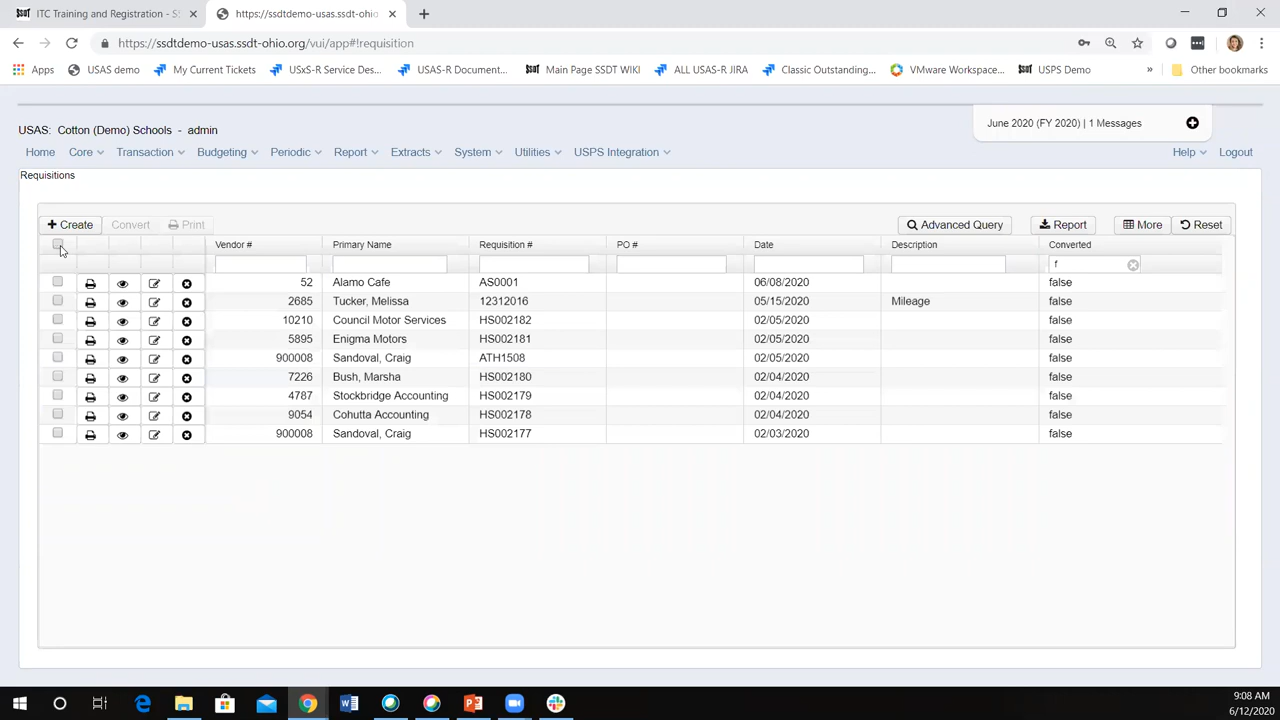 ITC Training and Registration - S
https://ssdtdemo-usas.ssdt-ohio
https://ssdtdemo-usas.ssdt-ohio.org/vui/app#!requisition
Apps USAS demo My Current Tickets USxS-R Service Des... USAS-R Document... SSDT Main Page SSDT WIKI ALL USAS-R JIRA Classic Outstanding... VMware Workspace... SSDT USPS Demo » Other bookmarks
USAS: Cotton (Demo) Schools - admin
June 2020 (FY 2020) | 1 Messages
Home Core Transaction Budgeting Periodic Report Extracts System Utilities USPS Integration Help Logout
Requisitions
Create Convert Print Advanced Query Report More Reset
Vendor # Primary Name Requisition # PO # Date Description Converted
f
52 Alamo Cafe AS0001 06/08/2020 false
2685 Tucker, Melissa 12312016 05/15/2020 Mileage false
10210 Council Motor Services HS002182 02/05/2020 false
5895 Enigma Motors HS002181 02/05/2020 false
900008 Sandoval, Craig ATH1508 02/05/2020 false
7226 Bush, Marsha HS002180 02/04/2020 false
4787 Stockbridge Accounting HS002179 02/04/2020 false
9054 Cohutta Accounting HS002178 02/04/2020 false
900008 Sandoval, Craig HS002177 02/03/2020 false
9:08 AM
6/12/2020